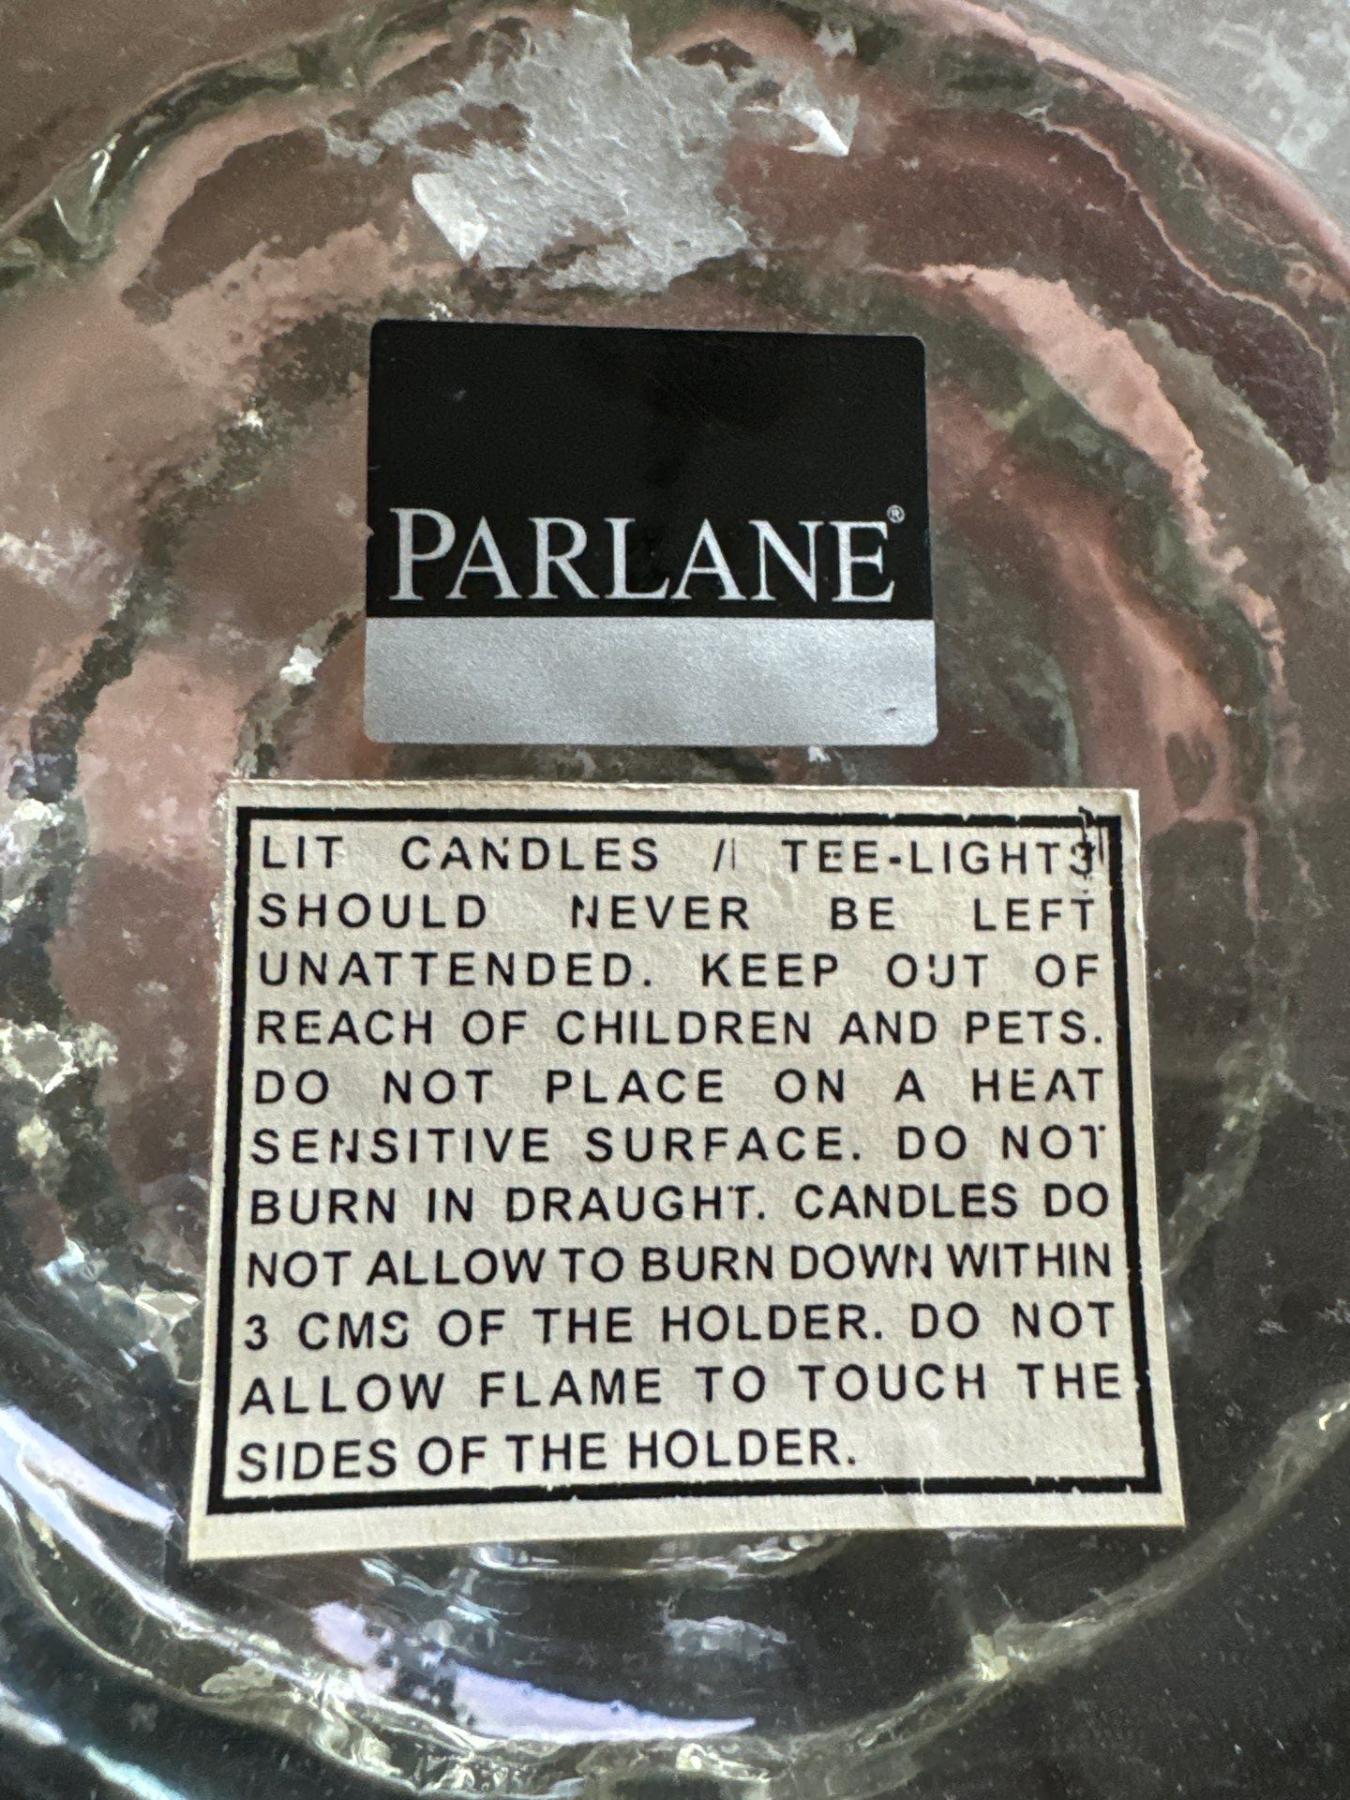 PARLANE®
LIT CANDLES // TEE-LIGHTS
SHOULD NEVER BE LEFT
UNATTENDED. KEEP OUT OF
REACH OF CHILDREN AND PETS.
DO NOT PLACE ON A HEAT
SENSITIVE SURFACE. DO NOT
BURN IN DRAUGHT. CANDLES DO
NOT ALLOW TO BURN DOWN WITHIN
3 CMS OF THE HOLDER. DO NOT
ALLOW FLAME TO TOUCH THE
SIDES OF THE HOLDER.